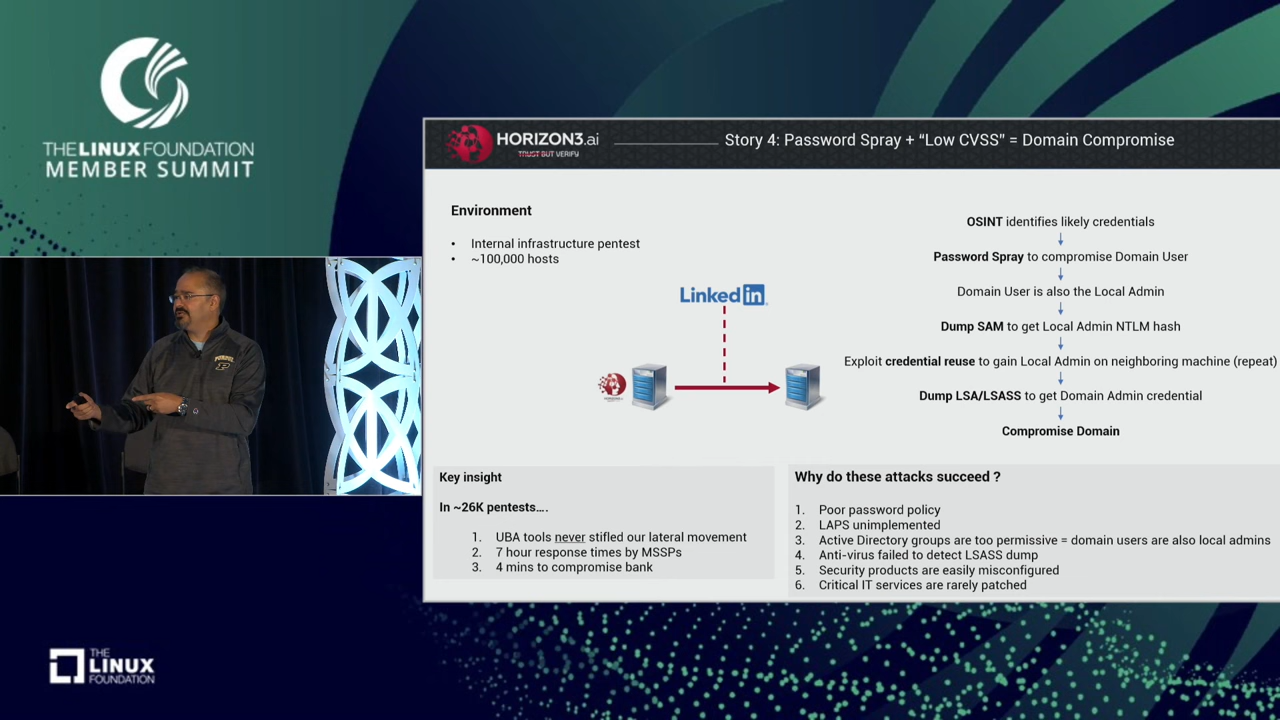 THE LINUX FOUNDATION
MEMBER SUMMIT
HORIZON3.ai
TRUST BUT VERIFY
Story 4: Password Spray + “Low CVSS” = Domain Compromise
Environment
• Internal infrastructure pentest
• ~100,000 hosts
LinkedIn
OSINT identifies likely credentials
Password Spray to compromise Domain User
Domain User is also the Local Admin
Dump SAM to get Local Admin NTLM hash
Exploit credential reuse to gain Local Admin on neighboring machine (repeat)
Dump LSA/LSASS to get Domain Admin credential
Compromise Domain
Key insight
In ~26K pentests….
1. UBA tools never stifled our lateral movement
2. 7 hour response times by MSSPs
3. 4 mins to compromise bank
Why do these attacks succeed ?
1. Poor password policy
2. LAPS unimplemented
3. Active Directory groups are too permissive = domain users are also local admins
4. Anti-virus failed to detect LSASS dump
5. Security products are easily misconfigured
6. Critical IT services are rarely patched
PURDUE
P
THE
LINUX
FOUNDATION